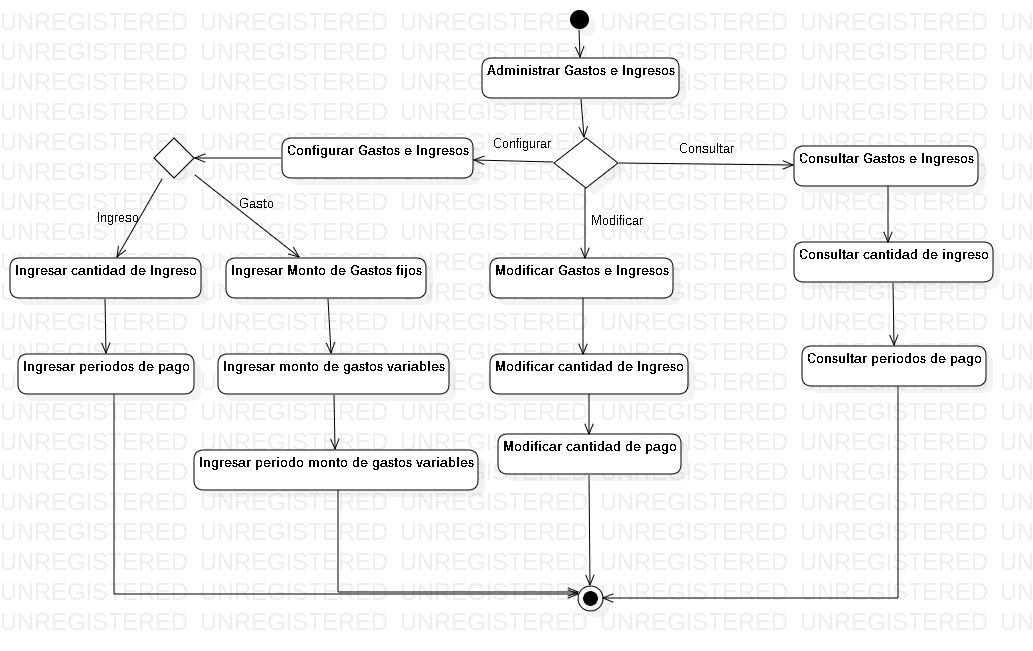 UNREGISTERED
Administrar Gastos e Ingresos
Configurar Gastos e Ingresos
Configurar
Consultar
Consultar Gastos e Ingresos
Ingreso
Gasto
Modificar
Ingresar cantidad de Ingreso
Ingresar Monto de Gastos fijos
Modificar Gastos e Ingresos
Consultar cantidad de ingreso
Ingresar periodos de pago
Ingresar monto de gastos variables
Modificar cantidad de Ingreso
Consultar periodos de pago
Ingresar periodo monto de gastos variables
Modificar cantidad de pago